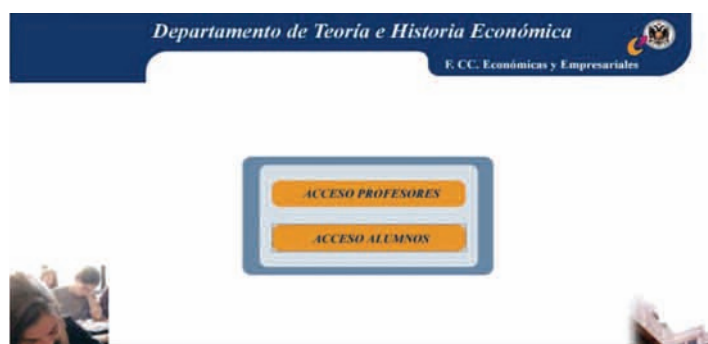 Departamento de Teoría e Historia Económica
F. CC. Económicas y Empresariales
ACCESO PROFESORES
ACCESO ALUMNOS